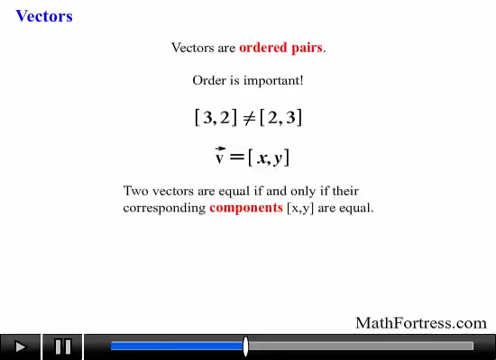 Vectors
Vectors are ordered pairs.
Order is important!
[3,2] ≠ [2,3]
v⃗ = [x,y]
Two vectors are equal if and only if their
corresponding components [x,y] are equal.
MathFortress.com